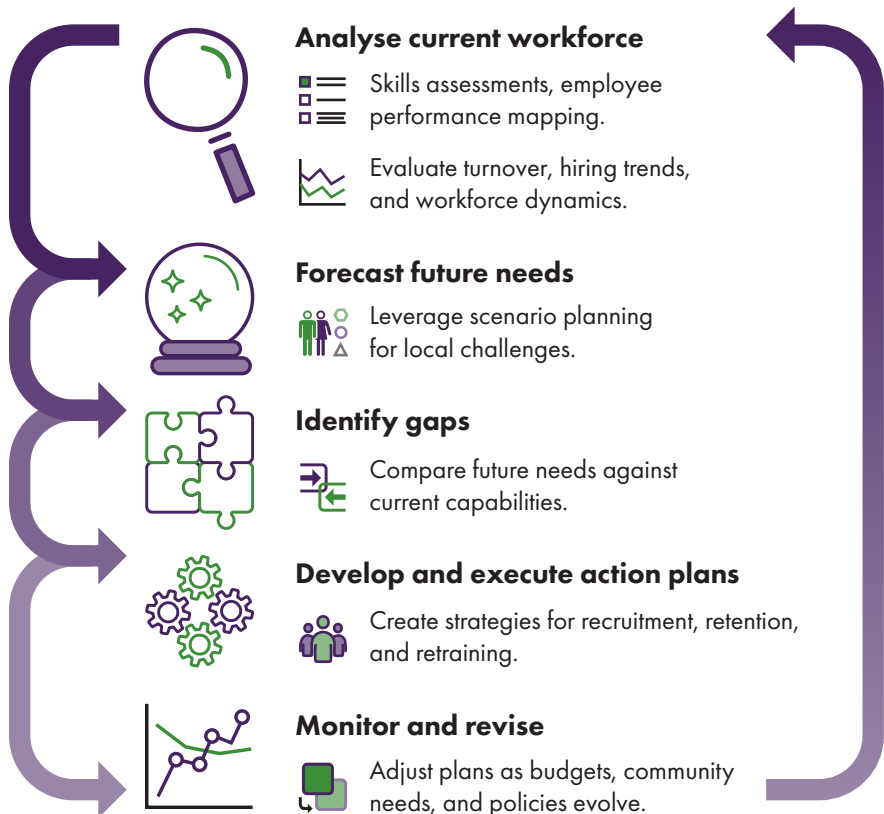 Analyse current workforce
Skills assessments, employee
performance mapping.
Evaluate turnover, hiring trends,
and workforce dynamics.
Forecast future needs
Leverage scenario planning
for local challenges.
Identify gaps
Compare future needs against
current capabilities.
Develop and execute action plans
Create strategies for recruitment, retention,
and retraining.
Monitor and revise
Adjust plans as budgets, community
needs, and policies evolve.